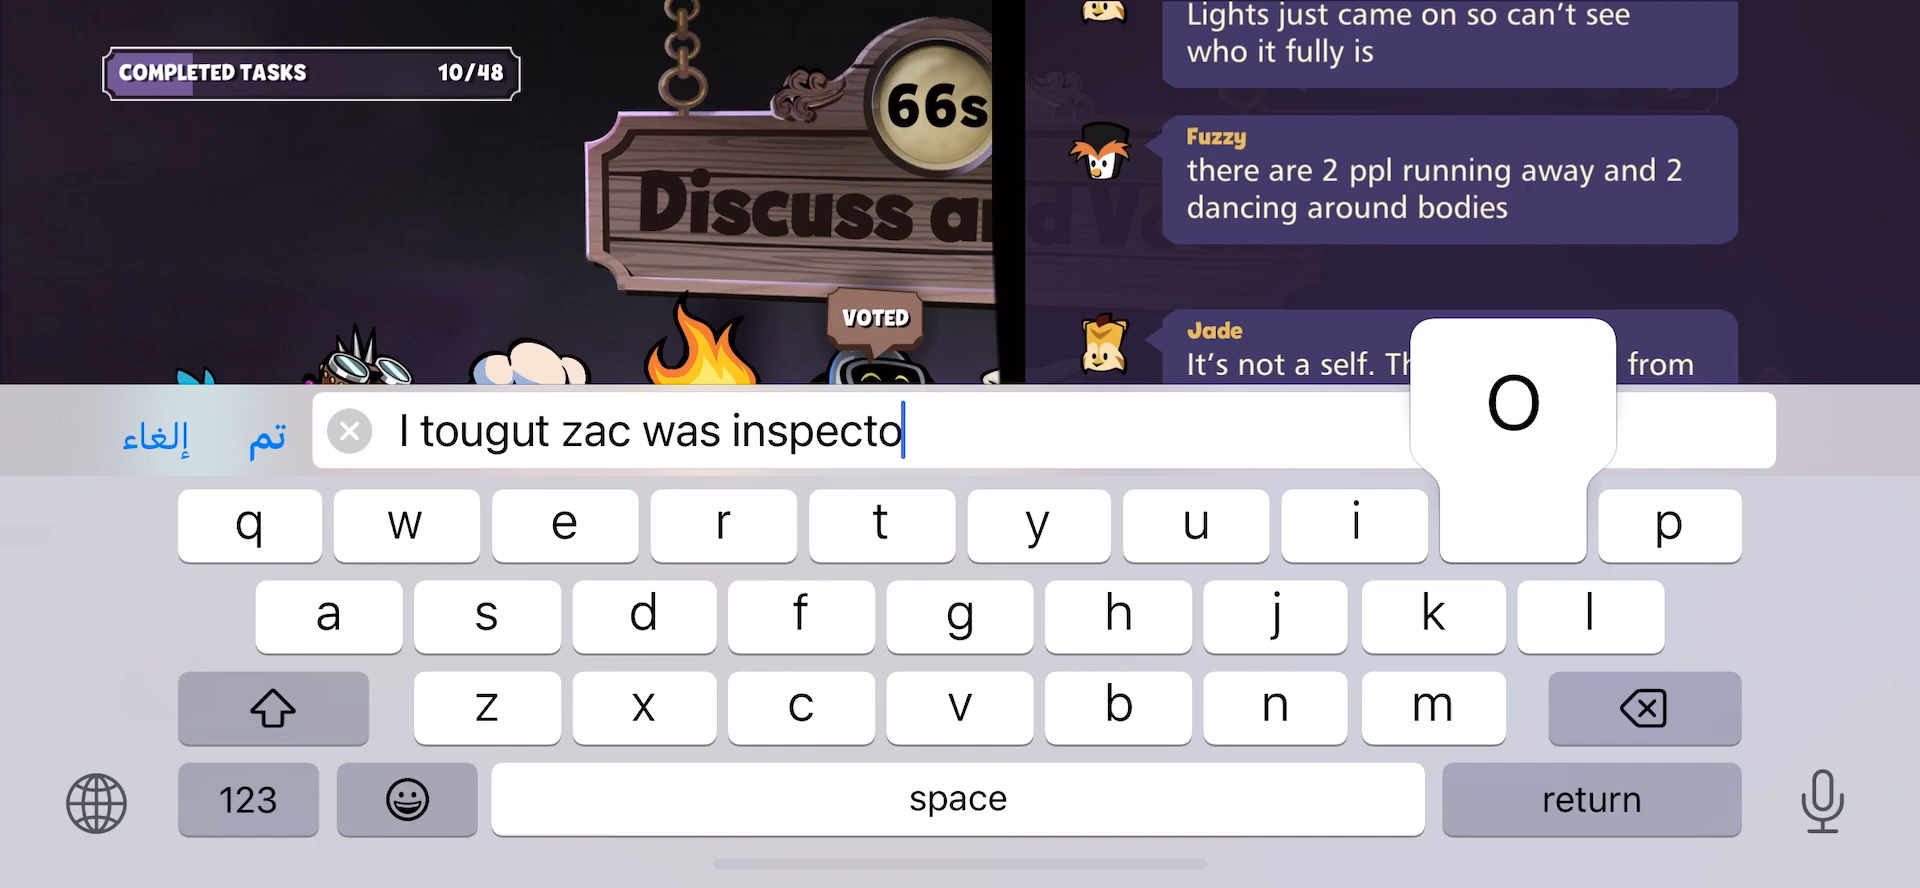 COMPLETED TASKS 10/48
66s
Discuss and V
VOTED
Lights just came on so can't see
who it fully is
Fuzzy
there are 2 ppl running away and 2
dancing around bodies
Jade
It's not a self. from
إلغاء
تم
I tougut zac was inspecto
O
q w e r t y u i p
a s d f g h j k l
z x c v b n m
123 space return